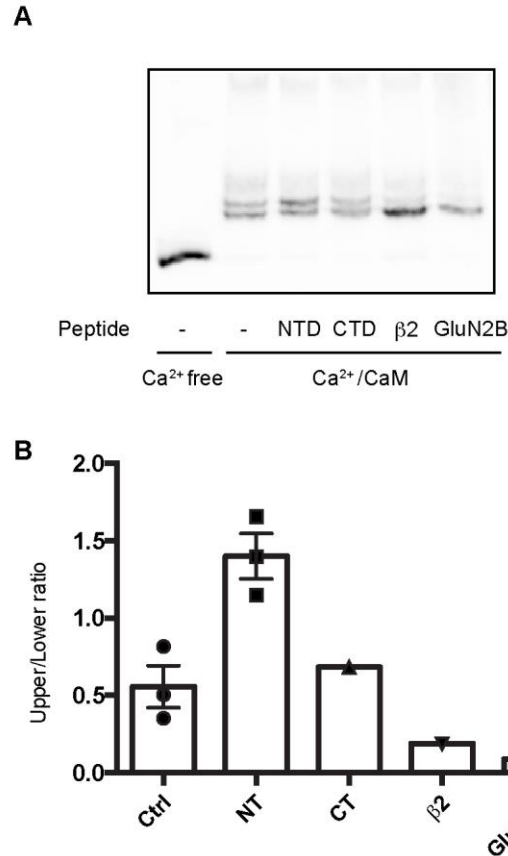 A
Peptide - - NTD CTD β2 GluN2B
Ca²⁺ free Ca²⁺/CaM
B
Upper/Lower ratio
2.0
1.5
1.0
0.5
0.0
Ctrl NT CT β2